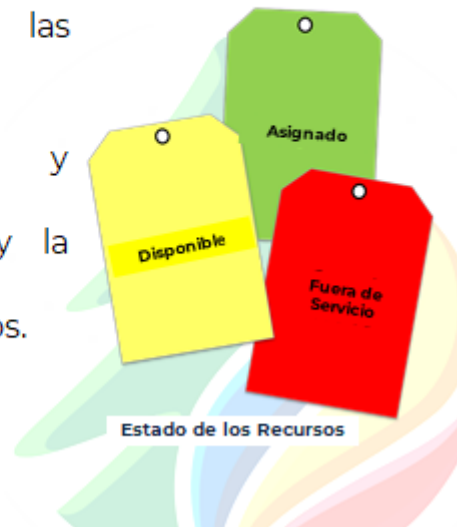 las
Asignado
y
Disponible
y la
Fuera de
Servicio
os.
Estado de los Recursos